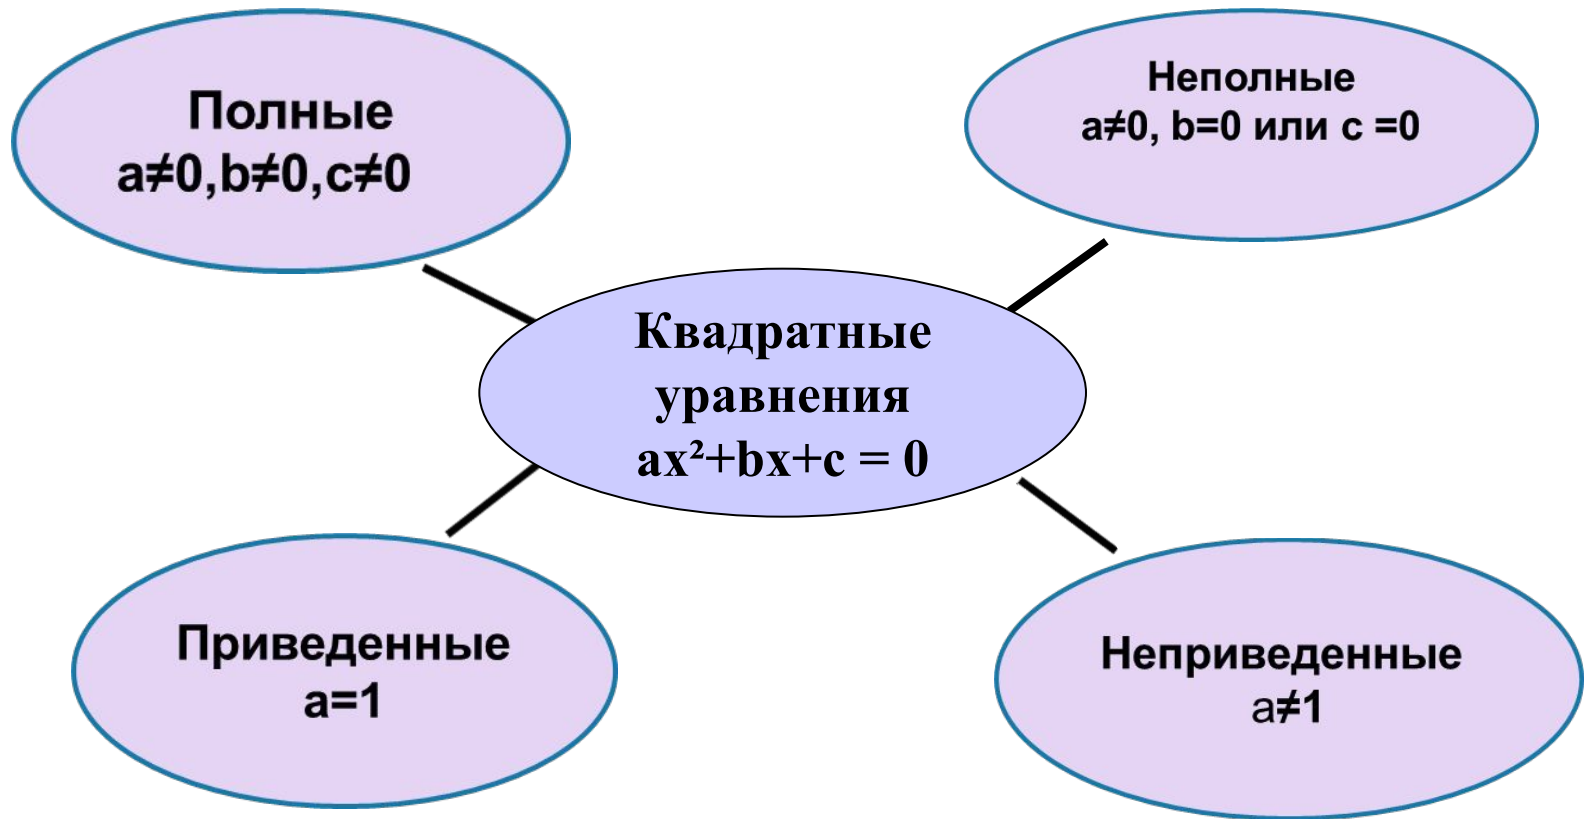 Полные
a≠0,b≠0,c≠0
Неполные
a≠0, b=0 или c =0
Квадратные
уравнения
ax²+bx+c = 0
Приведенные
a=1
Неприведенные
a≠1